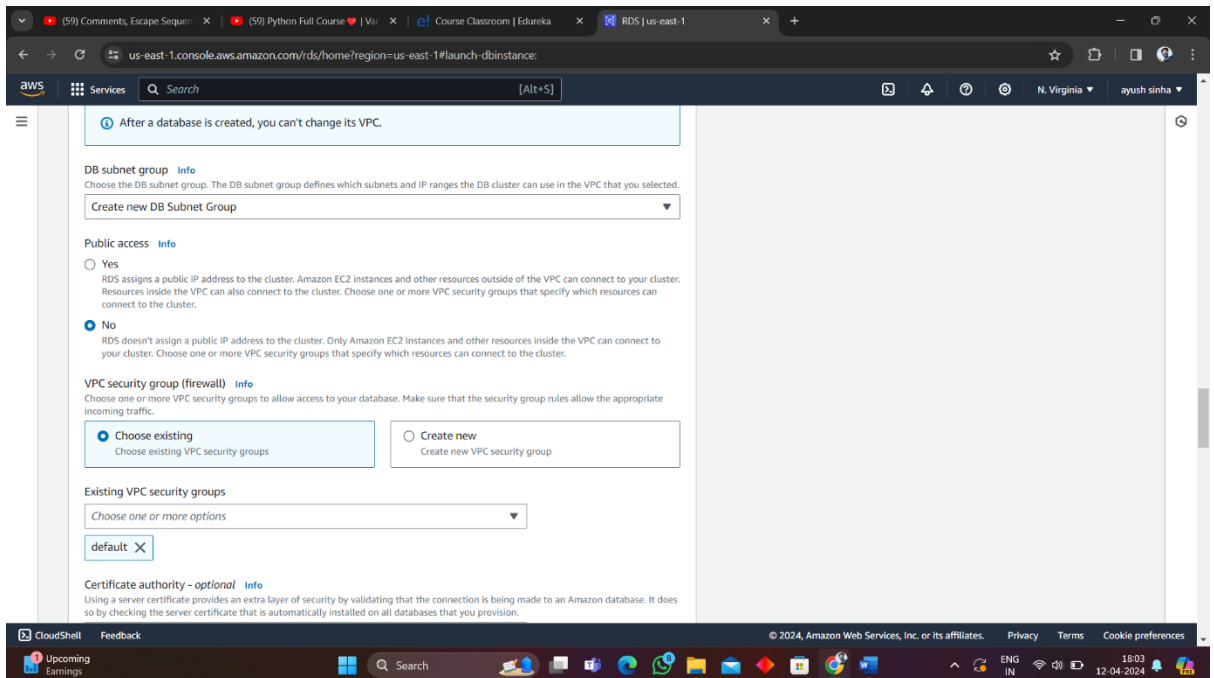 (59) Comments, Escape Sequen
(59) Python Full Course❤️ | Var
Course Classroom | Edureka
RDS | us-east-1
us-east-1.console.aws.amazon.com/rds/home?region=us-east-1#launch-dbinstance:
aws
Services
Search
[Alt+S]
N. Virginia
ayush sinha
After a database is created, you can't change its VPC.
DB subnet group Info
Choose the DB subnet group. The DB subnet group defines which subnets and IP ranges the DB cluster can use in the VPC that you selected.
Create new DB Subnet Group
Public access Info
Yes
RDS assigns a public IP address to the cluster. Amazon EC2 instances and other resources outside of the VPC can connect to your cluster.
Resources inside the VPC can also connect to the cluster. Choose one or more VPC security groups that specify which resources can
connect to the cluster.
No
RDS doesn't assign a public IP address to the cluster. Only Amazon EC2 instances and other resources inside the VPC can connect to
your cluster. Choose one or more VPC security groups that specify which resources can connect to the cluster.
VPC security group (firewall) Info
Choose one or more VPC security groups to allow access to your database. Make sure that the security group rules allow the appropriate
incoming traffic.
Choose existing
Choose existing VPC security groups
Create new
Create new VPC security group
Existing VPC security groups
Choose one or more options
default
Certificate authority - optional Info
Using a server certificate provides an extra layer of security by validating that the connection is being made to an Amazon database. It does
so by checking the server certificate that is automatically installed on all databases that you provision.
CloudShell
Feedback
© 2024, Amazon Web Services, Inc. or its affiliates.
Privacy
Terms
Cookie preferences
1
Upcoming
Earnings
Search
8
ENG
IN
18:03
12-04-2024